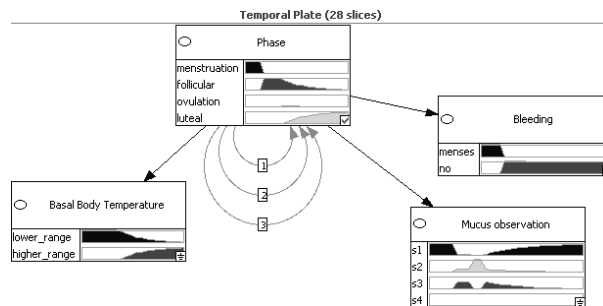 Temporal Plate (28 slices)
Phase
menstruation
follicular
ovulation
luteal
Bleeding
menses
no
1
2
3
Basal Body Temperature
lower_range
higher_range
Mucus observation
s1
s2
s3
s4